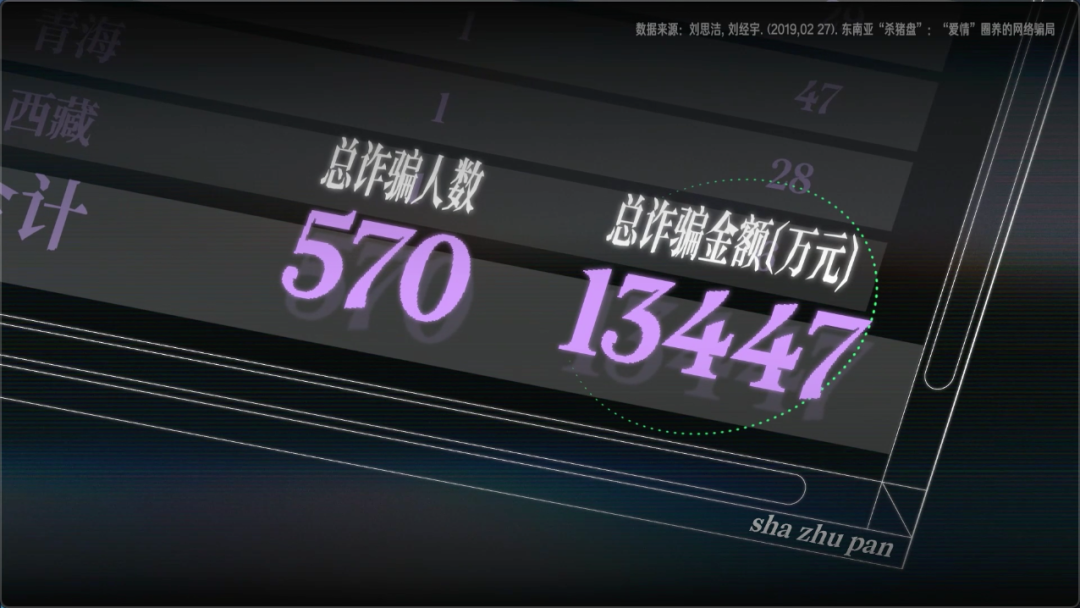 数据来源：刘思洁, 刘经宇. (2019,02 27). 东南亚“杀猪盘”：“爱情”圈养的网络骗局
青海 1 47
西藏 1 28
总诈骗人数 总诈骗金额(万元)
合计 570 13447
sha zhu pan